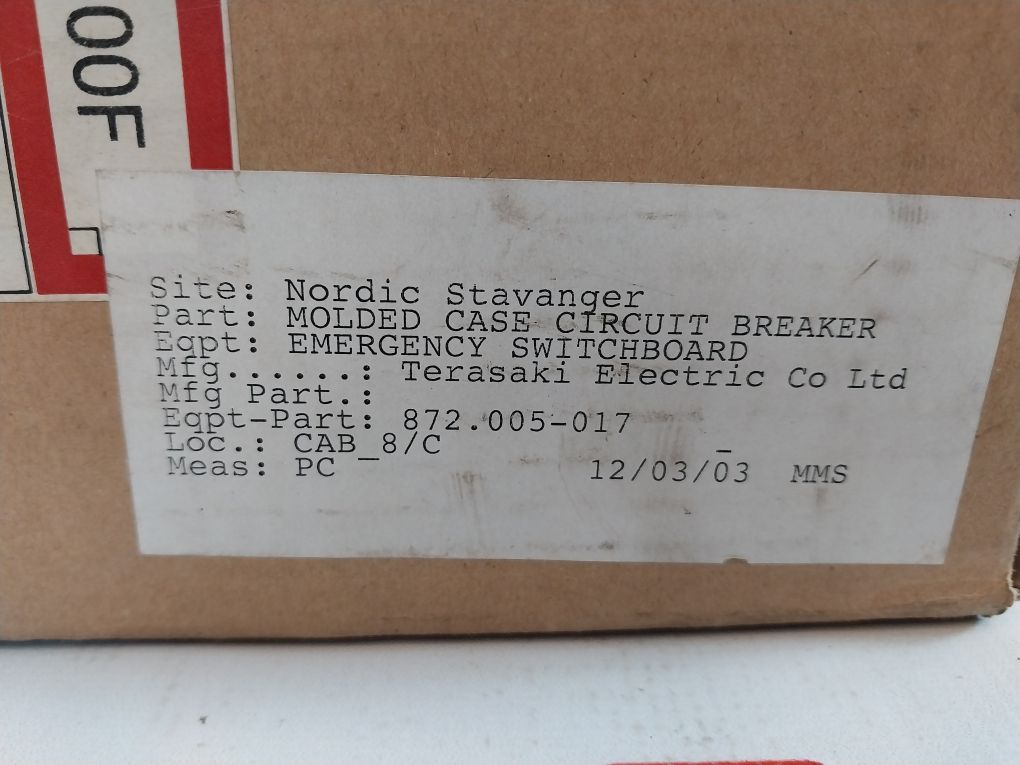 00F
Site: Nordic Stavanger
Part: MOLDED CASE CIRCUIT BREAKER
Eqpt: EMERGENCY SWITCHBOARD
Mfg......: Terasaki Electric Co Ltd
Mfg Part.:
Eqpt-Part: 872.005-017
Loc.: CAB_8/C
Meas: PC 12/03/03 MMS